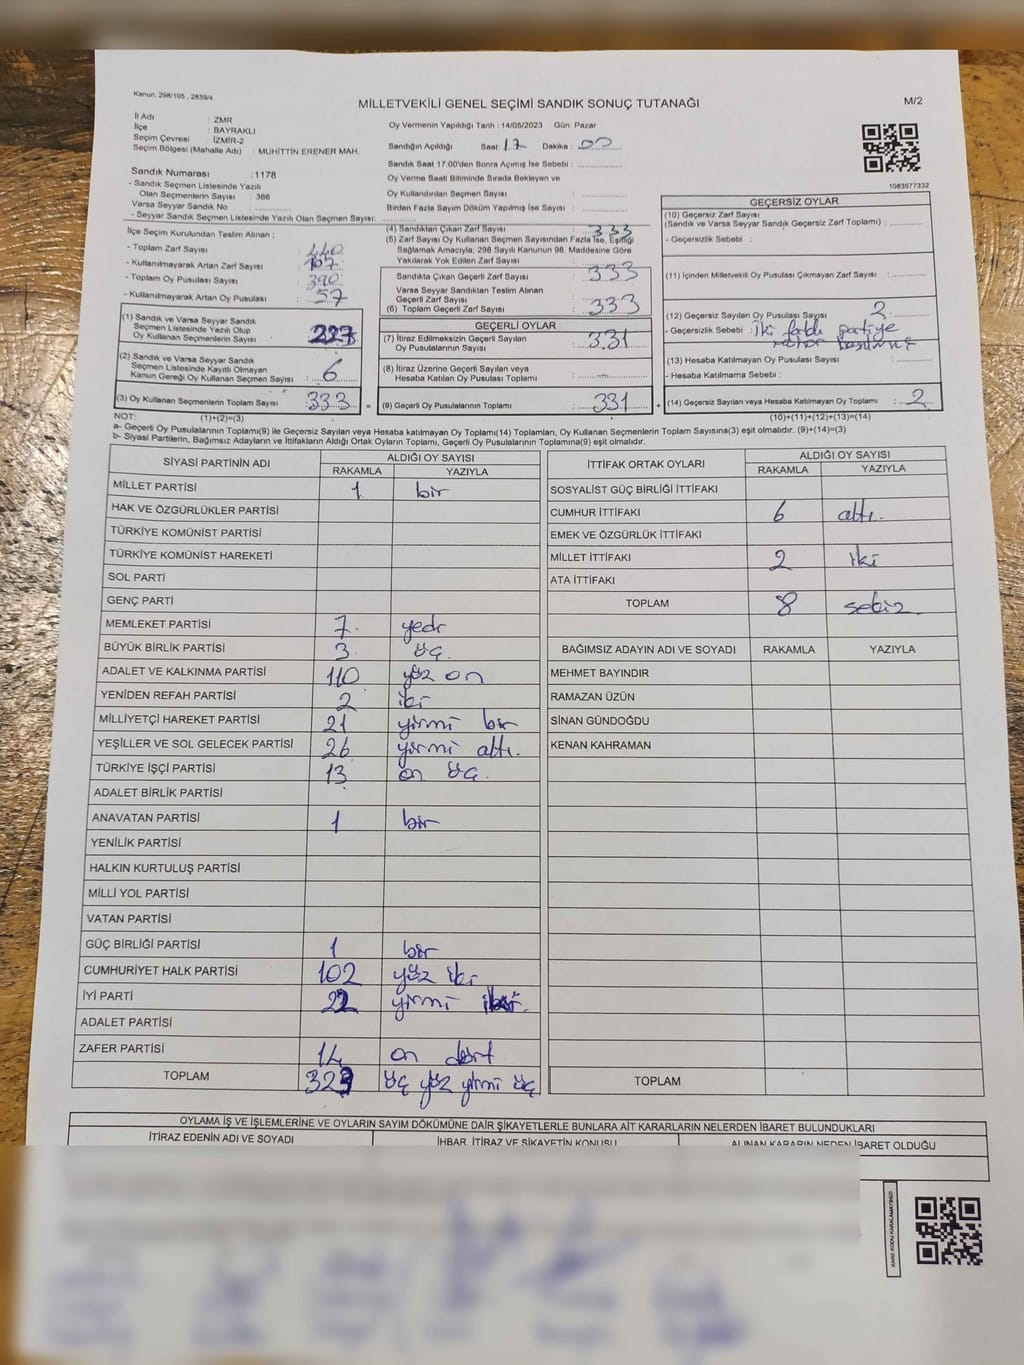 Kanun; 298/105 , 2839/4
MİLLETVEKİLİ GENEL SEÇİMİ SANDIK SONUÇ TUTANAĞI
M/2
İl Adı : ZMR
İlçe : BAYRAKLI
Seçim Çevresi : İZMİR-2
Seçim Bölgesi (Mahalle Adı) : MUHİTTİN ERENER MAH.
Sandık Numarası :1178
- Sandık Seçmen Listesinde Yazılı
Olan Seçmenlerin Sayısı : 386
Varsa Seyyar Sandık No :
- Seyyar Sandık Seçmen Listesinde Yazılı Olan Seçmen Sayısı:
Oy Vermenin Yapıldığı Tarih : 14/05/2023 Gün: Pazar
Sandığın Açıldığı Saat: 17 Dakika : 00
Sandık Saat 17:00'den Sonra Açımış İse Sebebi :
Oy Verme Saati Bitiminde Sırada Bekleyen ve
Oy Kullandırılan Seçmen Sayısı :
Birden Fazla Sayım Döküm Yapılmış İse Sayısı :
1083577332
İlçe Seçim Kurulundan Teslim Alınan ;
- Toplam Zarf Sayısı : 440
- Kullanılmayarak Artan Zarf Sayısı : 107
- Toplam Oy Pusulası Sayısı : 390
- Kullanılmayarak Artan Oy Pusulası : 57
(1) Sandık ve Varsa Seyyar Sandık
Seçmen Listesinde Yazılı Olup
Oy Kullanan Seçmenlerin Sayısı :
(2) Sandık ve Varsa Seyyar Sandık
Seçmen Listesinde Kayıtlı Olmayan
Kanun Gereği Oy Kullanan Seçmen Sayısı : 6
(3) Oy Kullanan Seçmenlerin Toplam Sayısı : 333
(4) Sandıktan Çıkan Zarf Sayısı : 333
(5) Zarf Sayısı Oy Kullanan Seçmen Sayısından Fazla İse, Eşitliği
Sağlamak Amacıyla; 298 Sayılı Kanunun 98. Maddesine Göre
Yakılarak Yok Edilen Zarf Sayısı :
Sandıkta Çıkan Geçerli Zarf Sayısı : 333
Varsa Seyyar Sandıktan Teslim Alınan
Geçerli Zarf Sayısı :
(6) Toplam Geçerli Zarf Sayısı : 333
GEÇERLİ OYLAR
(7) İtiraz Edilmeksizin Geçerli Sayılan
Oy Pusulalarının Sayısı : 331
(8) İtiraz Üzerine Geçerli Sayılan veya
Hesaba Katılan Oy Pusulası Toplamı :
= (9) Geçerli Oy Pusulalarının Toplamı : 331 +
GEÇERSİZ OYLAR
(10) Geçersiz Zarf Sayısı
(Sandık ve Varsa Seyyar Sandık Geçersiz Zarf Toplamı) :
- Geçersizlik Sebebi :
(11) İçinden Milletvekili Oy Pusulası Çıkmayan Zarf Sayısı :
(12) Geçersiz Sayılan Oy Pusulası Sayısı : 2
- Geçersizlik Sebebi : iki farklı partiye
(13) Hesaba Katılmayan Oy Pusulası Sayısı :
- Hesaba Katılmama Sebebi :
(14) Geçersiz Sayılan veya Hesaba Katılmayan Oy Toplamı : 2
NOT: (1)+(2)=(3) (10)+(11)+(12)+(13)=(14)
a- Geçerli Oy Pusulalarının Toplamı(9) ile Geçersiz Sayılan veya Hesaba katılmayan Oy Toplamı(14) Toplamları, Oy Kullanan Seçmenlerin Toplam Sayısına(3) eşit olmalıdır. (9)+(14)=(3)
b- Siyasi Partilerin, Bağımsız Adayların ve İttifakların Aldığı Ortak Oyların Toplamı, Geçerli Oy Pusulalarının Toplamına(9) eşit olmalıdır.
SİYASİ PARTİNİN ADI ALDIĞI OY SAYISI
RAKAMLA YAZIYLA
MİLLET PARTİSİ 1 bir
HAK VE ÖZGÜRLÜKLER PARTİSİ
TÜRKİYE KOMÜNİST PARTİSİ
TÜRKİYE KOMÜNİST HAREKETİ
SOL PARTİ
GENÇ PARTİ
MEMLEKET PARTİSİ 7 yedi
BÜYÜK BİRLİK PARTİSİ 3 üç.
ADALET VE KALKINMA PARTİSİ 110 yüz on
YENİDEN REFAH PARTİSİ 2 iki
MİLLİYETÇİ HAREKET PARTİSİ 21 yirmi bir
YEŞİLLER VE SOL GELECEK PARTİSİ 26 yirmi altı.
TÜRKİYE İŞÇİ PARTİSİ 13 on üç.
ADALET BİRLİK PARTİSİ
ANAVATAN PARTİSİ 1 bir
YENİLİK PARTİSİ
HALKIN KURTULUŞ PARTİSİ
MİLLİ YOL PARTİSİ
VATAN PARTİSİ
GÜÇ BİRLİĞİ PARTİSİ 1 bir
CUMHURİYET HALK PARTİSİ 102 yüz iki
İYİ PARTİ 22 yirmi
ADALET PARTİSİ
ZAFER PARTİSİ 14 on dört
TOPLAM 323 üç yüz yirmi üç
İTTİFAK ORTAK OYLARI ALDIĞI OY SAYISI
RAKAMLA YAZIYLA
SOSYALİST GÜÇ BİRLİĞİ İTTİFAKI
CUMHUR İTTİFAKI 6 altı.
EMEK VE ÖZGÜRLÜK İTTİFAKI
MİLLET İTTİFAKI 2 iki
ATA İTTİFAKI
TOPLAM 8 sekiz
BAĞIMSIZ ADAYIN ADI VE SOYADI RAKAMLA YAZIYLA
MEHMET BAYINDIR
RAMAZAN ÜZÜN
SİNAN GÜNDOĞDU
KENAN KAHRAMAN
TOPLAM
OYLAMA İŞ VE İŞLEMLERİNE VE OYLARIN SAYIM DÖKÜMÜNE DAİR ŞİKAYETLERLE BUNLARA AİT KARARLARIN NELERDEN İBARET BULUNDUKLARI
İTİRAZ EDENİN ADI VE SOYADI İHBAR, İTİRAZ VE ŞİKAYETİN KONUSU ALINAN KARARIN NEDEN İBARET OLDUĞU
KARE KODU KARALAMAYINIZ!